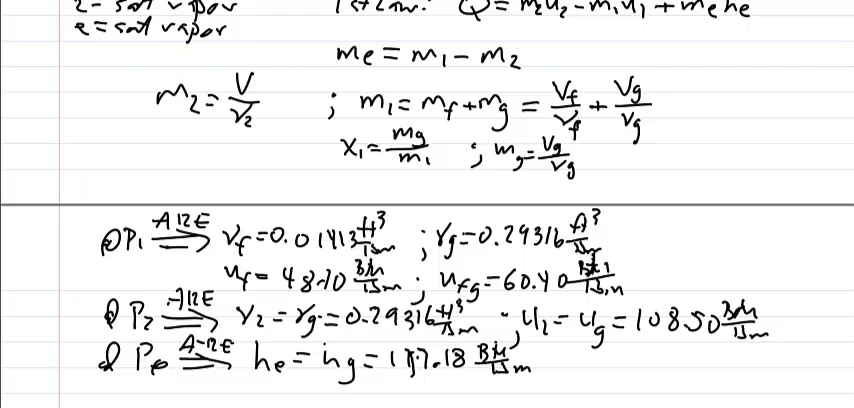 2 = sat vapor 1st Law: Q = m₂u₂ - m₁u₁ + mehe
e = sat vapor
me = m₁ - m₂
m₂ = V/v₂ ; m₁ = mf + mg = Vf/vf + Vg/vg
x₁ = mg/m₁ ; mg = Vg/vg
@P₁ A12E ⟹ vf = 0.01413 ft³/lbm ; vg = 0.29316 ft³/lbm
uf = 48.10 Btu/lbm ; ufg = 60.40 Btu/lbm
@ P₂ A12E ⟹ v₂ = vg = 0.29316 ft³/lbm ; u₂ = ug = 108.50 Btu/lbm
@ Pe A-12E ⟹ he = hg = 117.18 Btu/lbm